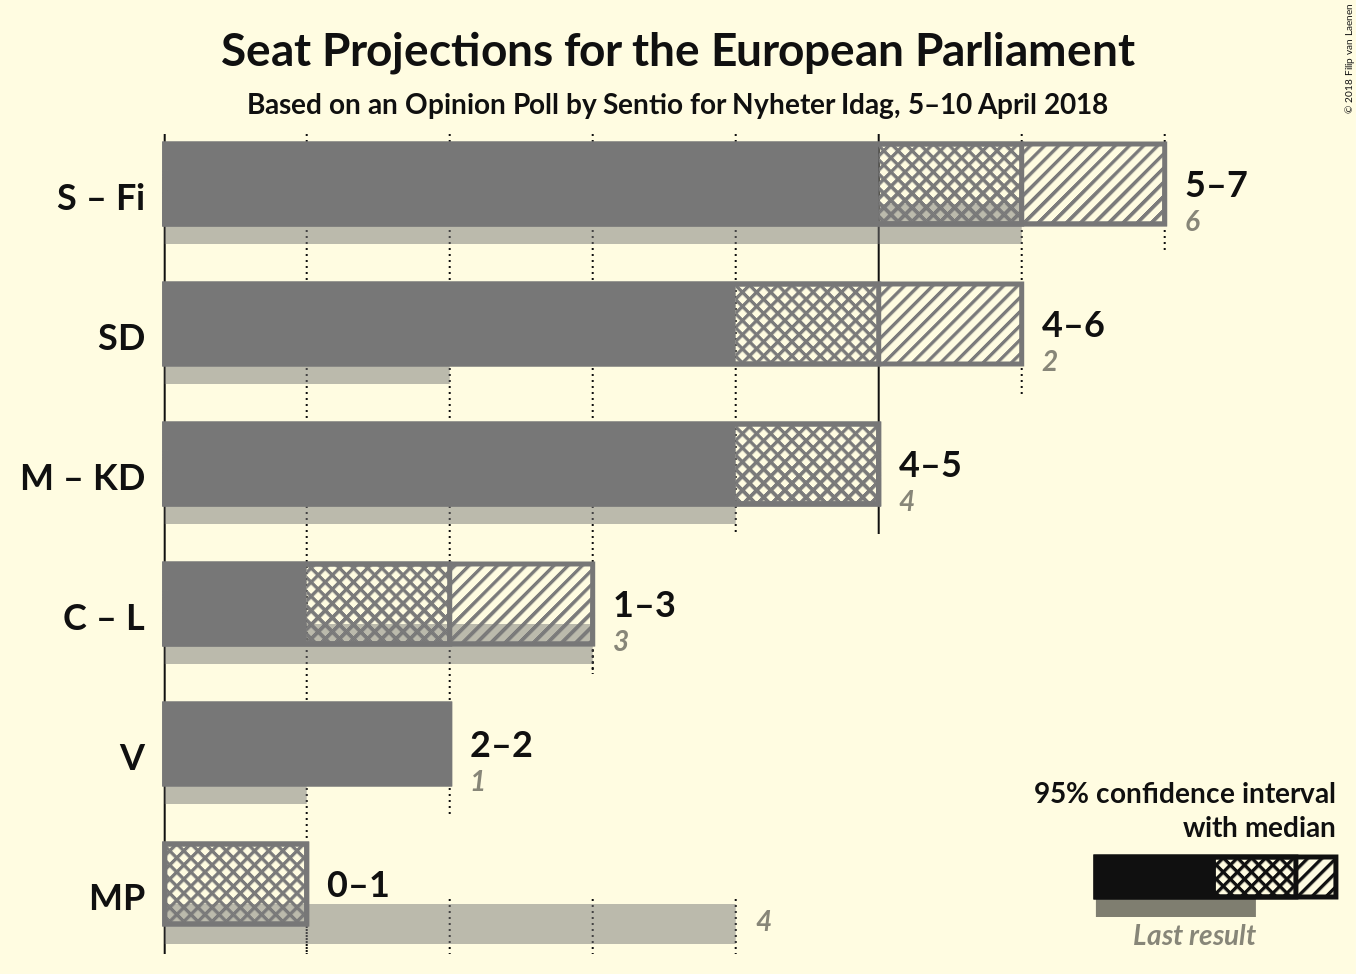 Seat Projections for the European Parliament
Based on an Opinion Poll by Sentio for Nyheter Idag, 5–10 April 2018
© 2018 Filip van Laenen
S – Fi
5–7
6
SD
4–6
2
M – KD
4–5
4
C – L
1–3
3
V
2–2
1
MP
0–1
4
95% confidence interval
with median
Last result